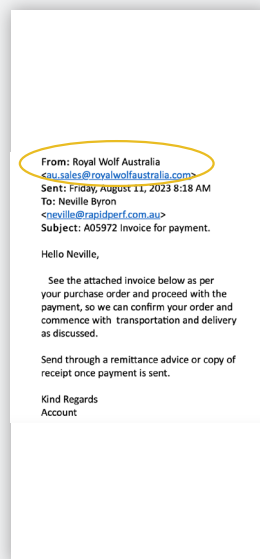 From: Royal Wolf Australia
<au.sales@royalwolfaustralia.com>
Sent: Friday, August 11, 2023 8:18 AM
To: Neville Byron
<neville@rapidperf.com.au>
Subject: A05972 Invoice for payment.
Hello Neville,
See the attached invoice below as per
your purchase order and proceed with the
payment, so we can confirm your order and
commence with  transportation and delivery
as discussed.
Send through a remittance advice or copy of
receipt once payment is sent.
Kind Regards
Account